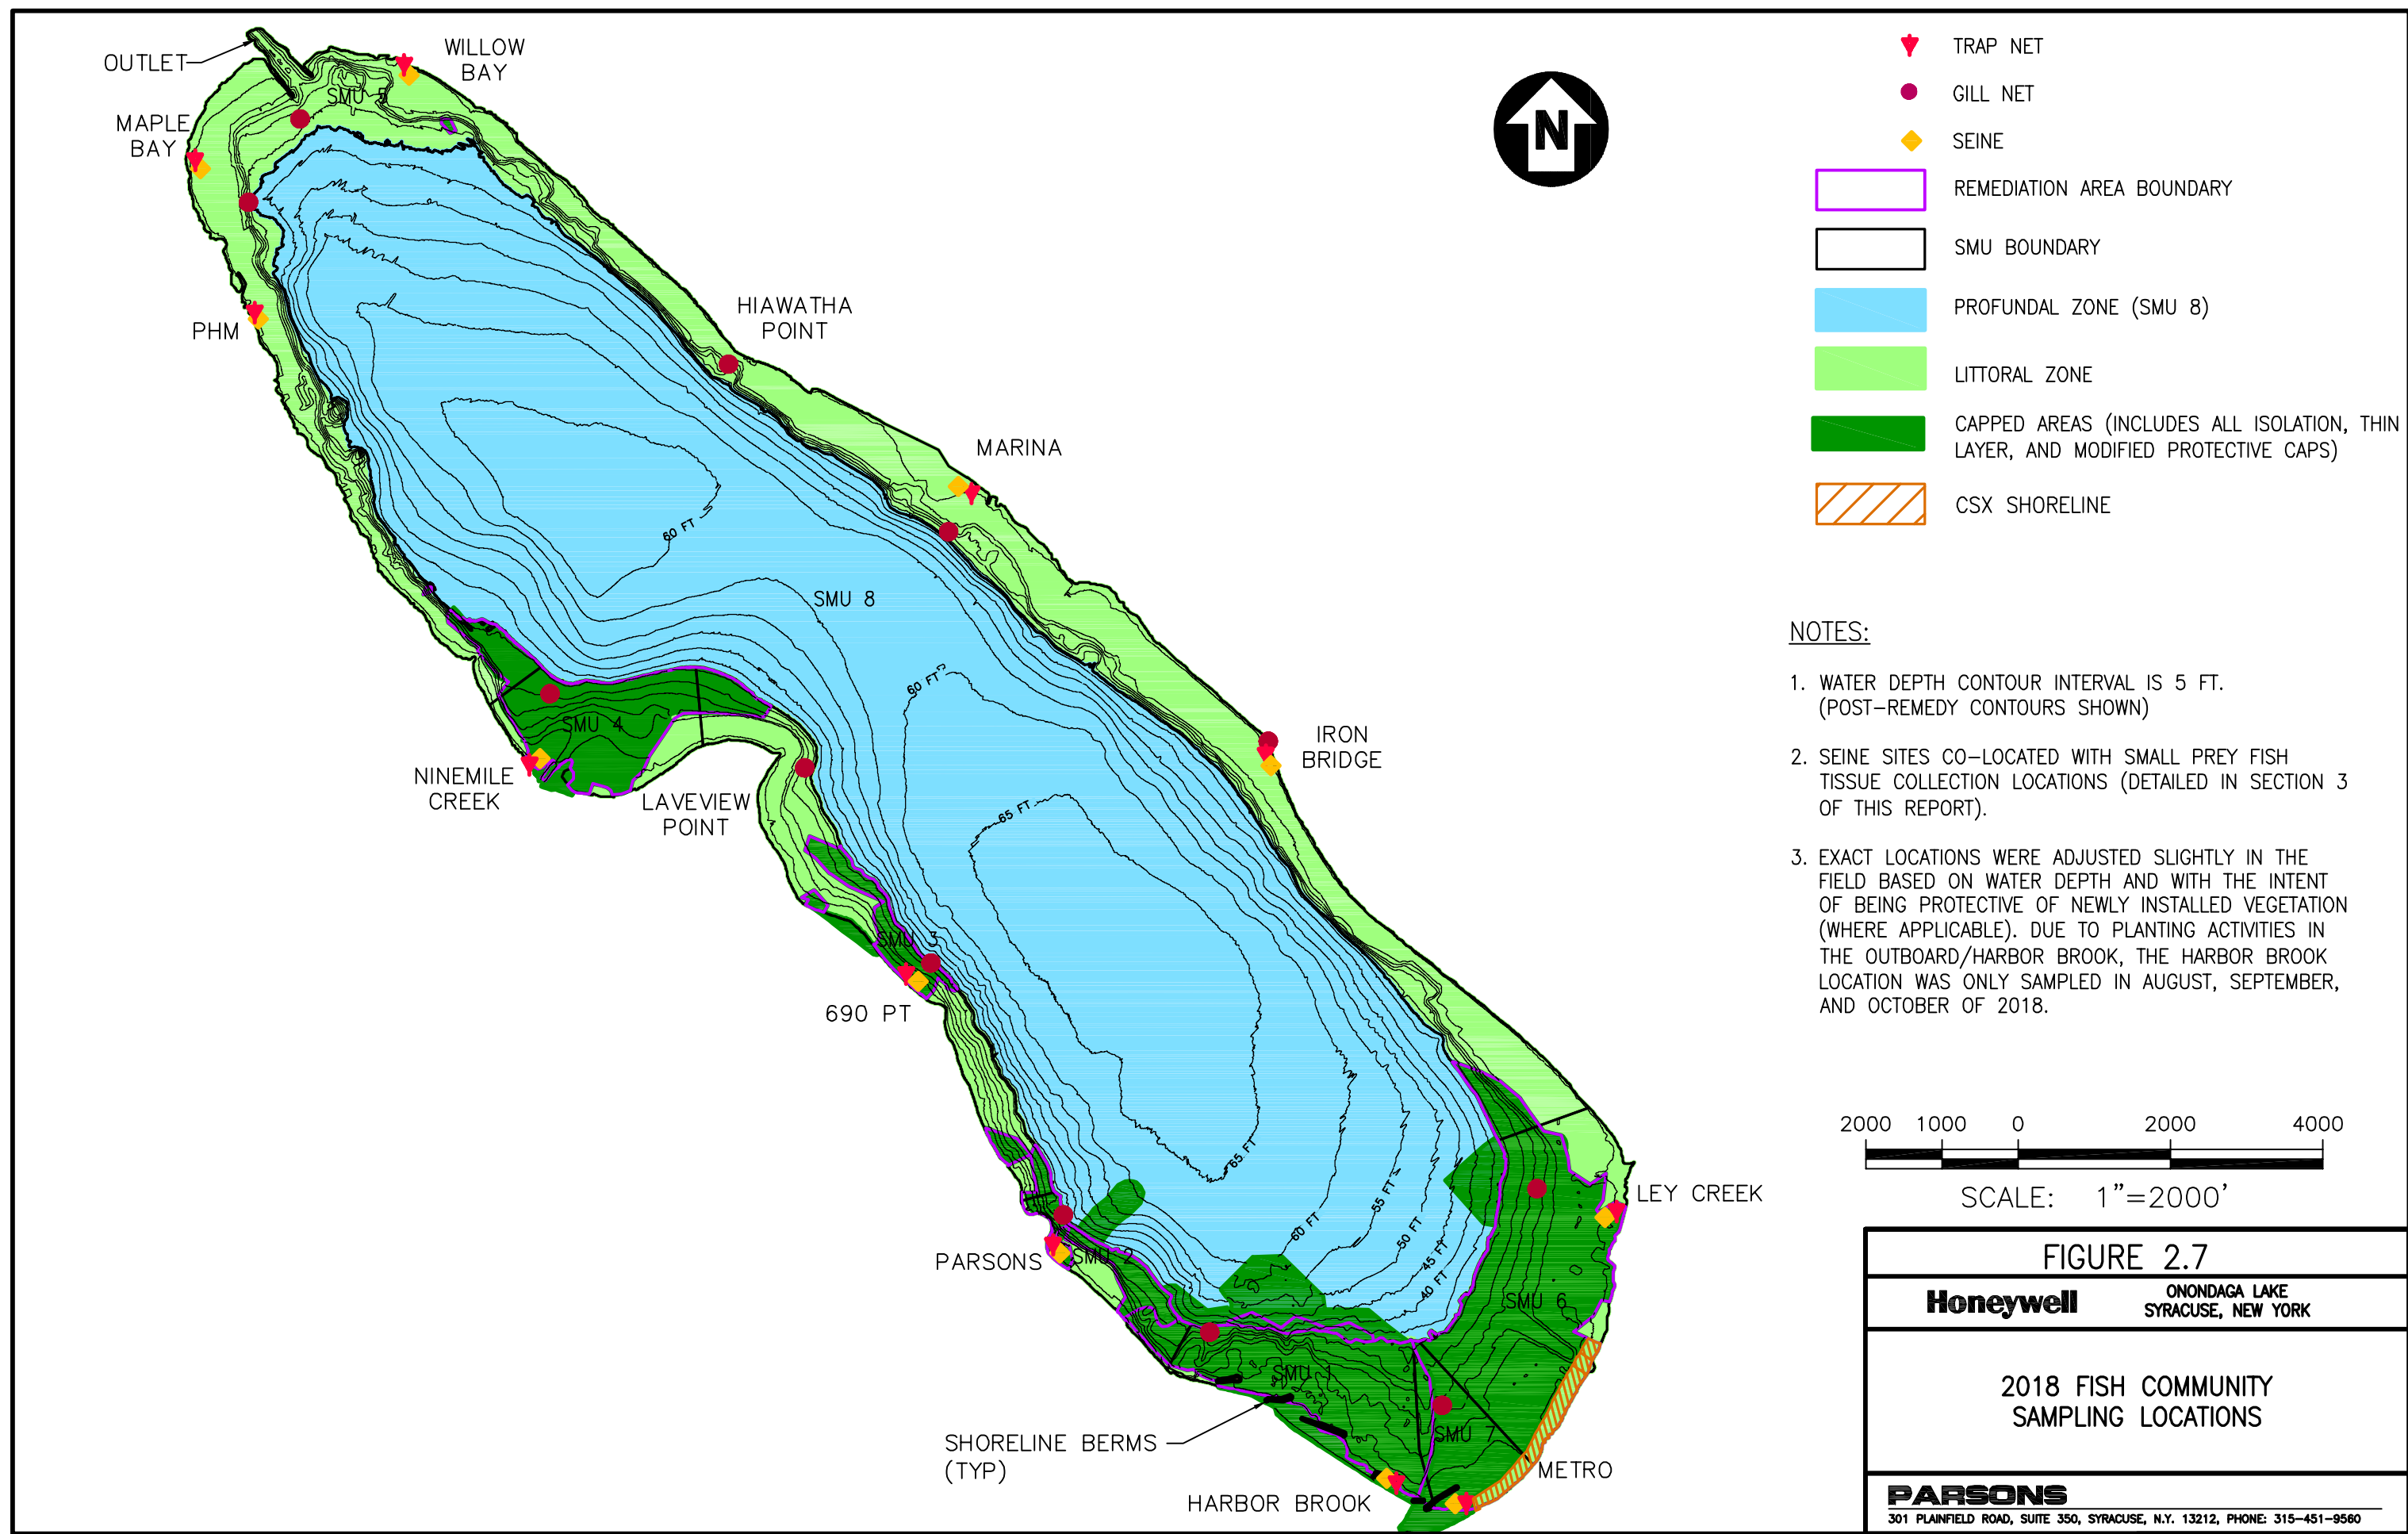 OUTLET
WILLOW
BAY
SMU 5
MAPLE
BAY
PHM
HIAWATHA
POINT
MARINA
60 FT
SMU 8
60 FT
SMU 4
NINEMILE
CREEK
LAVEVIEW
POINT
IRON
BRIDGE
65 FT
SMU 3
690 PT
65 FT
60 FT
55 FT
50 FT
45 FT
40 FT
LEY CREEK
PARSONS
SMU 2
SMU 6
SMU 1
SMU 7
SHORELINE BERMS
(TYP)
METRO
HARBOR BROOK
N
TRAP NET
GILL NET
SEINE
REMEDIATION AREA BOUNDARY
SMU BOUNDARY
PROFUNDAL ZONE (SMU 8)
LITTORAL ZONE
CAPPED AREAS (INCLUDES ALL ISOLATION, THIN
LAYER, AND MODIFIED PROTECTIVE CAPS)
CSX SHORELINE
NOTES:
1. WATER DEPTH CONTOUR INTERVAL IS 5 FT.
(POST-REMEDY CONTOURS SHOWN)
2. SEINE SITES CO-LOCATED WITH SMALL PREY FISH
TISSUE COLLECTION LOCATIONS (DETAILED IN SECTION 3
OF THIS REPORT).
3. EXACT LOCATIONS WERE ADJUSTED SLIGHTLY IN THE
FIELD BASED ON WATER DEPTH AND WITH THE INTENT
OF BEING PROTECTIVE OF NEWLY INSTALLED VEGETATION
(WHERE APPLICABLE). DUE TO PLANTING ACTIVITIES IN
THE OUTBOARD/HARBOR BROOK, THE HARBOR BROOK
LOCATION WAS ONLY SAMPLED IN AUGUST, SEPTEMBER,
AND OCTOBER OF 2018.
2000 1000 0 2000 4000
SCALE: 1"=2000'
FIGURE 2.7
Honeywell
ONONDAGA LAKE
SYRACUSE, NEW YORK
2018 FISH COMMUNITY
SAMPLING LOCATIONS
PARSONS
301 PLAINFIELD ROAD, SUITE 350, SYRACUSE, N.Y. 13212, PHONE: 315-451-9560